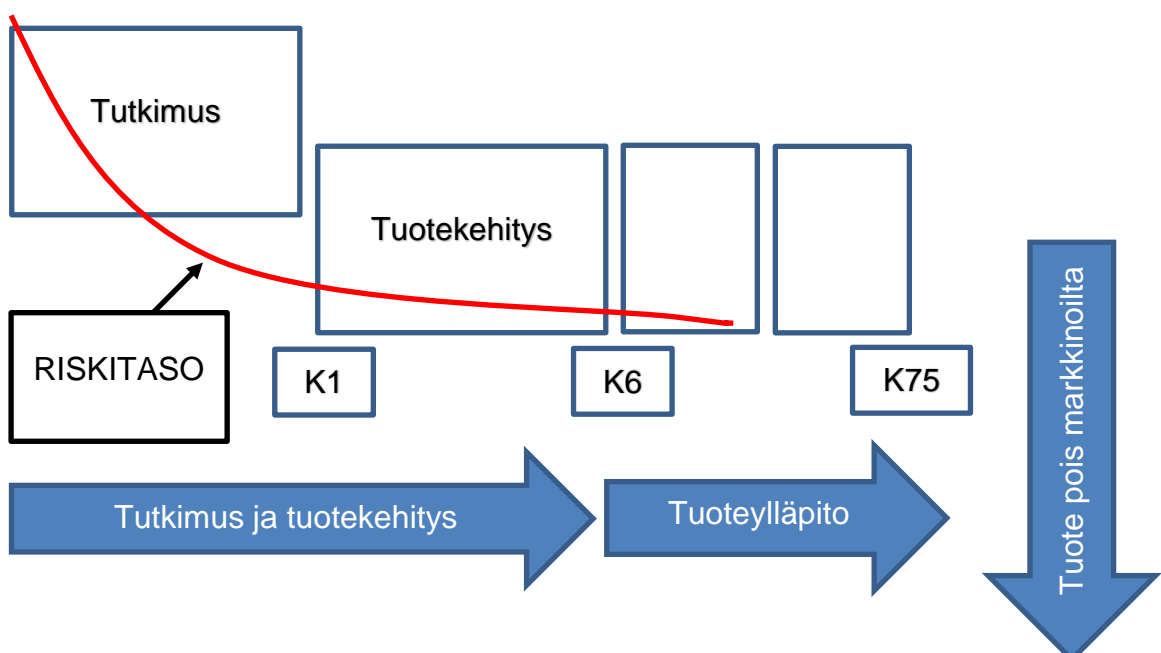 Tutkimus
Tuotekehitys
RISKITASO
K1
K6
K75
Tutkimus ja tuotekehitys
Tuoteylläpito
Tuote pois markkinoilta